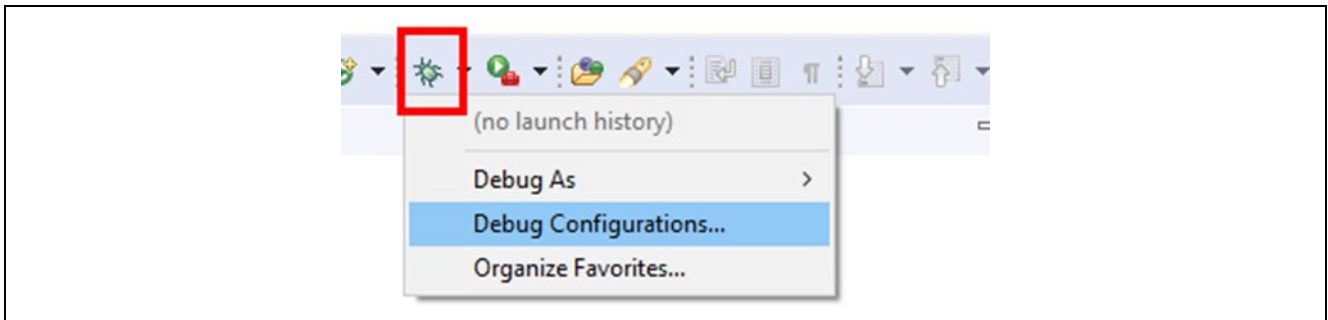 (no launch history)
Debug As
Debug Configurations...
Organize Favorites...